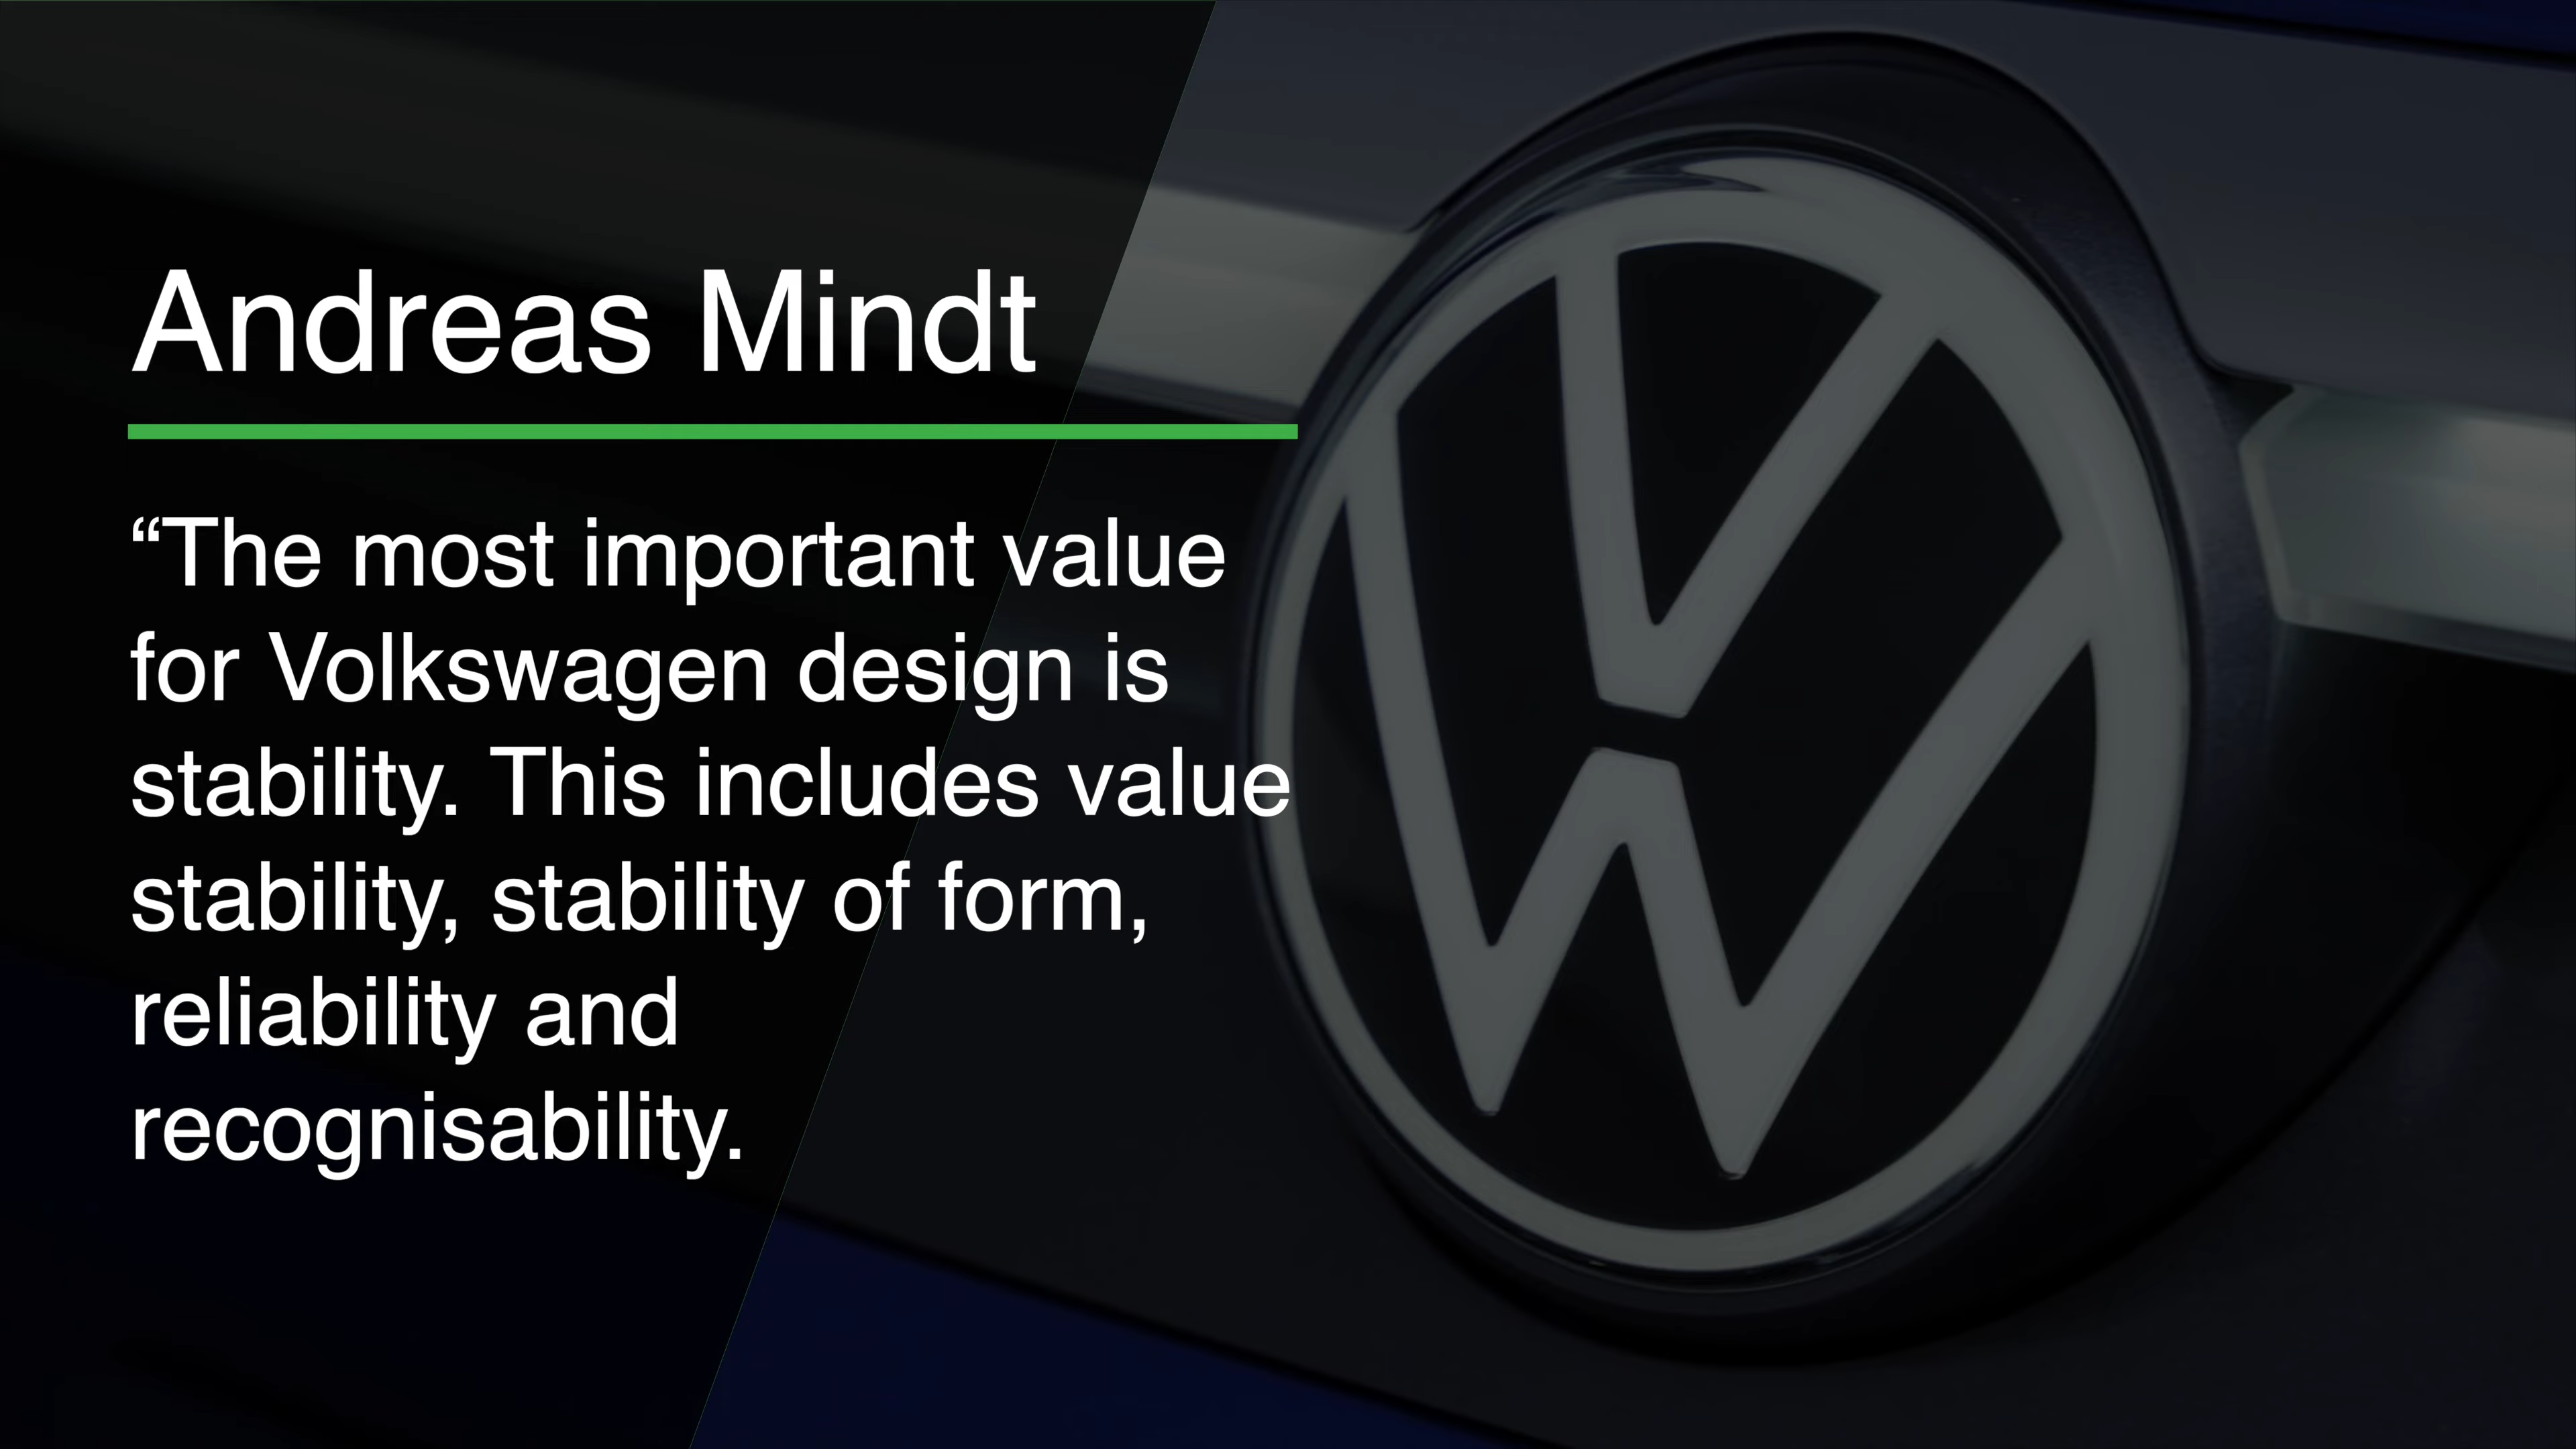 Andreas Mindt
“The most important value
for Volkswagen design is
stability. This includes value
stability, stability of form,
reliability and
recognisability.